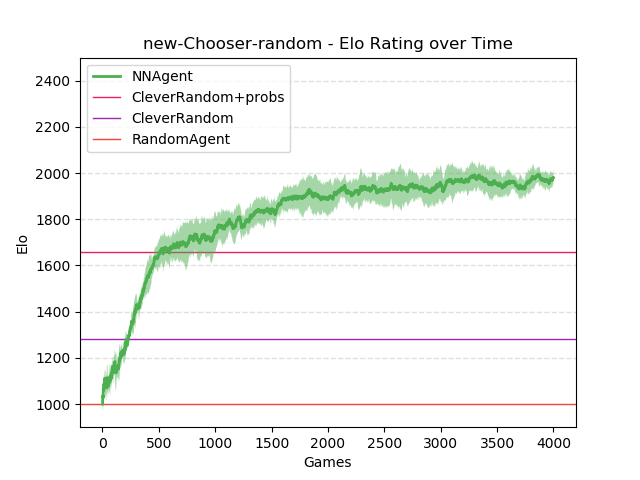 new-Chooser-random - Elo Rating over Time
NNAgent
CleverRandom+probs
CleverRandom
RandomAgent
Elo
2400
2200
2000
1800
1600
1400
1200
1000
0 500 1000 1500 2000 2500 3000 3500 4000
Games